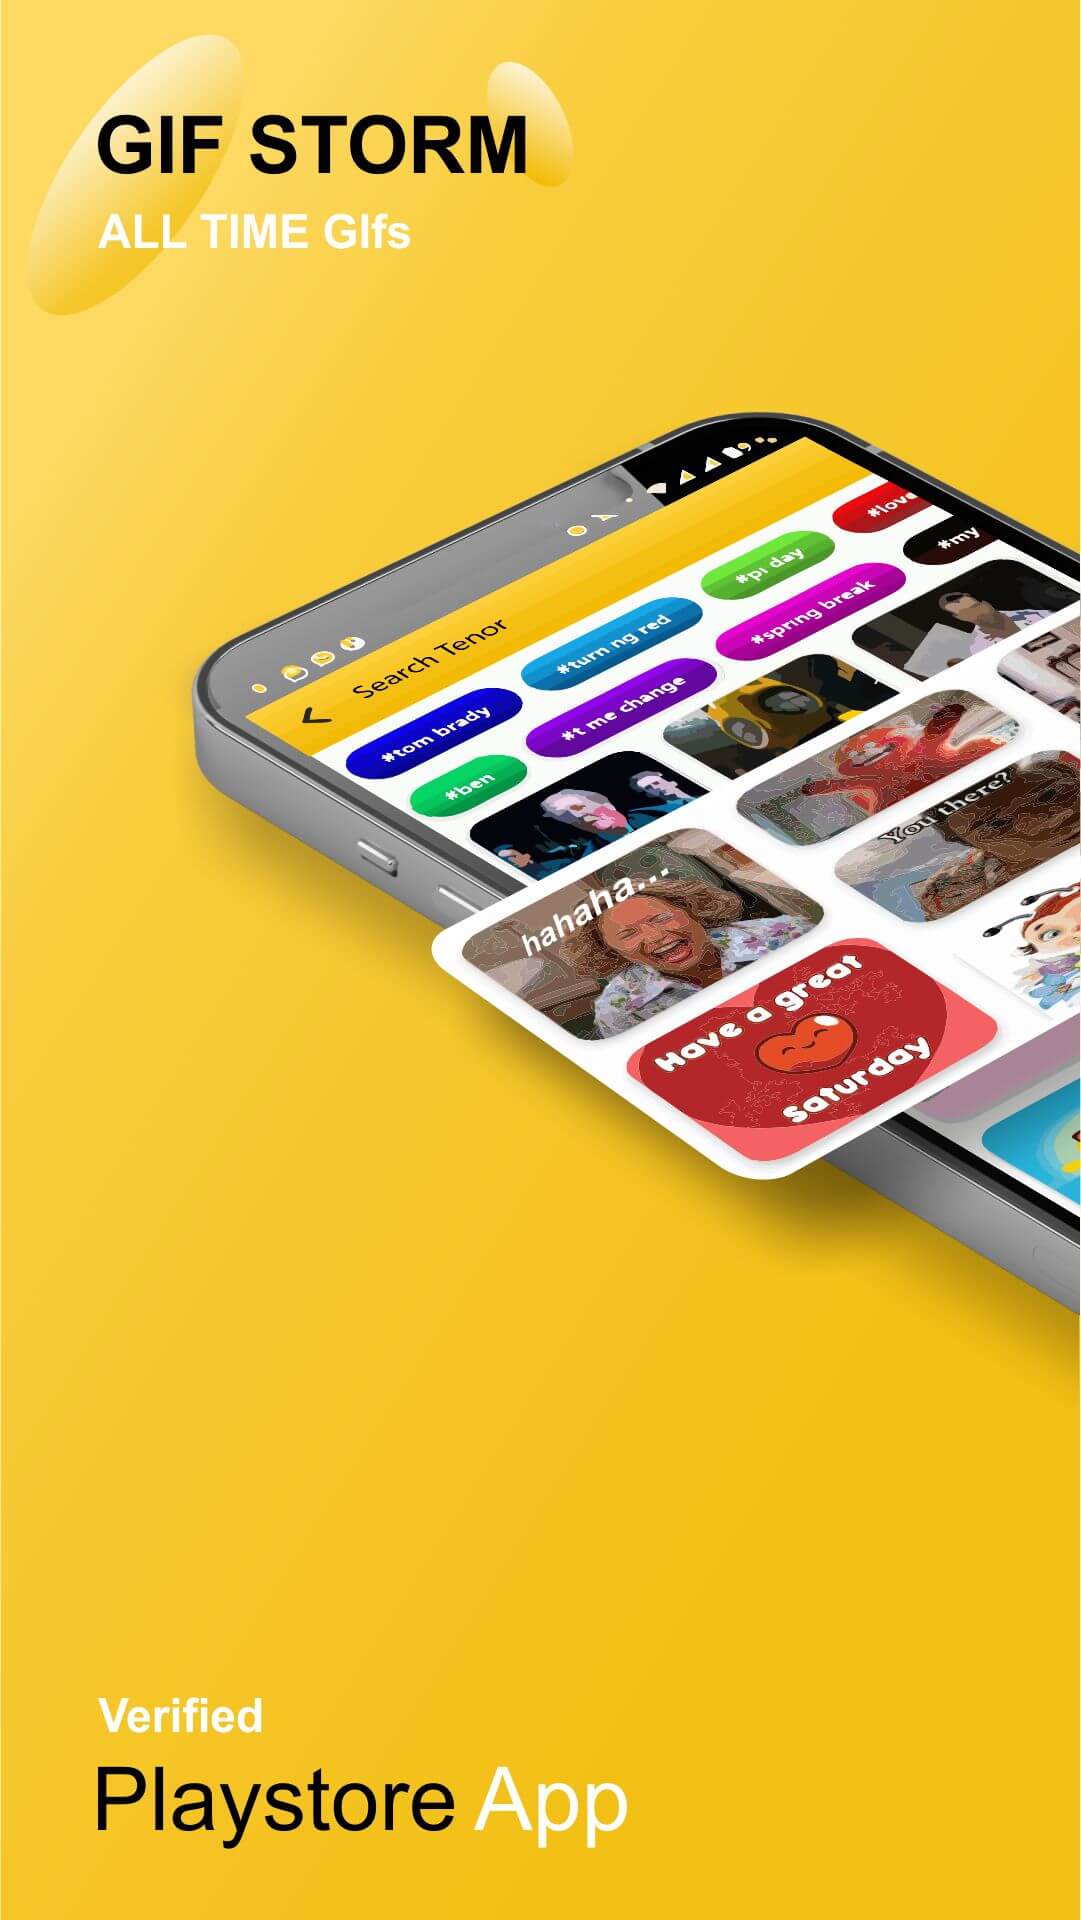 GIF STORM
ALL TIME GIfs
Search Tenor
#love
#pi day
#my
#turn ng red
#spring break
#tom brady
#t me change
#ben
You there?
hahaha...
Have a great
Saturday
Verified
Playstore App